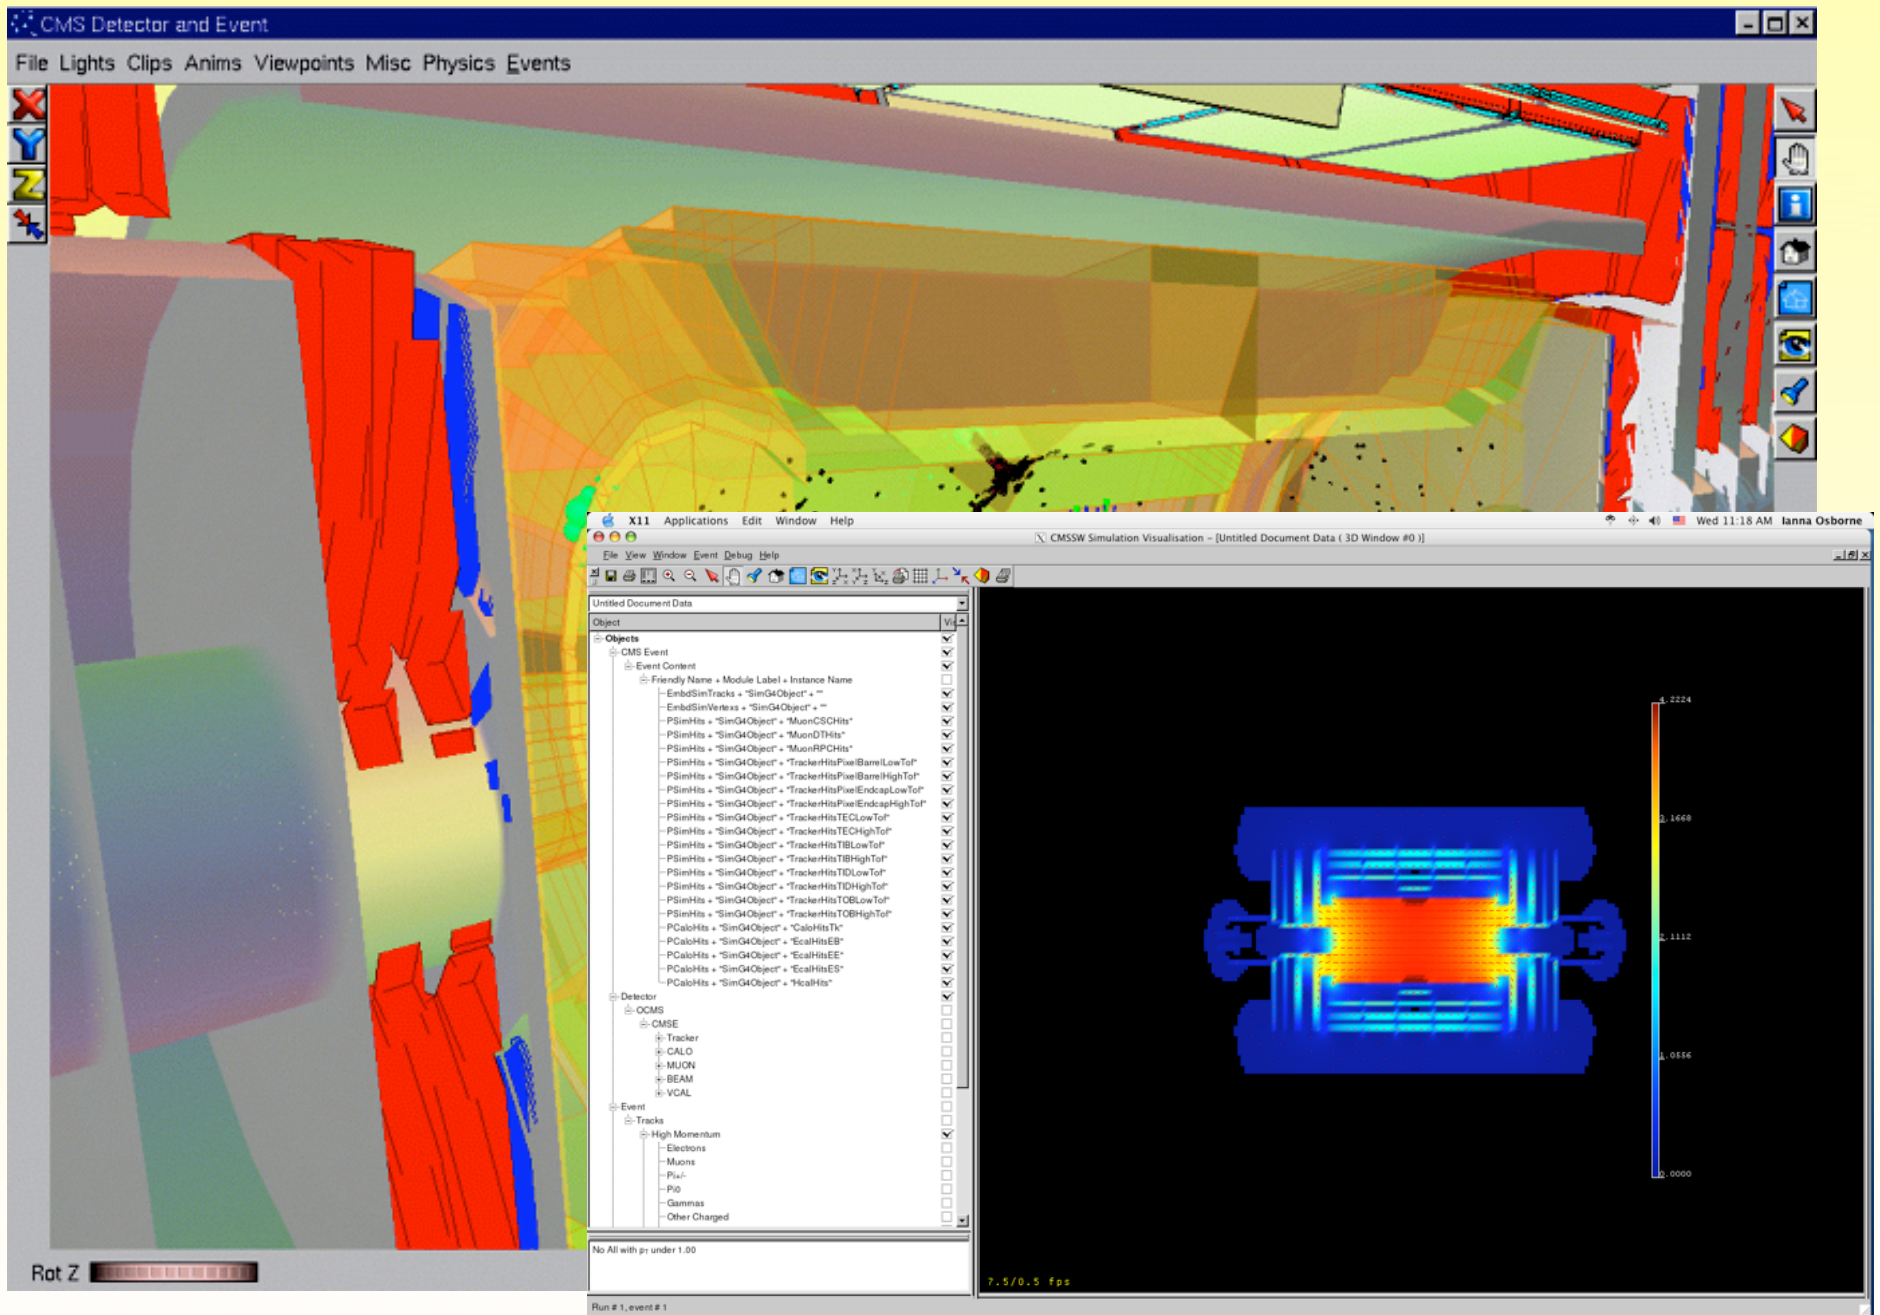 CMS Detector and Event
File Lights Clips Anims Viewpoints Misc Physics Events
X
Y
Z
Rot Z
X11 Applications Edit Window Help
Wed 11:18 AM Ianna Osborne
CMSSW Simulation Visualisation – [Untitled Document Data ( 3D Window #0 )]
File View Window Event Debug Help
Untitled Document Data
Object
Objects
CMS Event
Event Content
Friendly Name + Module Label + Instance Name
EmbdSimTracks + "SimG4Object" + ""
EmbdSimVertexs + "SimG4Object" + ""
PSimHits + "SimG4Object" + "MuonCSCHits"
PSimHits + "SimG4Object" + "MuonDTHits"
PSimHits + "SimG4Object" + "MuonRPCHits"
PSimHits + "SimG4Object" + "TrackerHitsPixelBarrelLowTof"
PSimHits + "SimG4Object" + "TrackerHitsPixelBarrelHighTof"
PSimHits + "SimG4Object" + "TrackerHitsPixelEndcapLowTof"
PSimHits + "SimG4Object" + "TrackerHitsPixelEndcapHighTof"
PSimHits + "SimG4Object" + "TrackerHitsTECLowTof"
PSimHits + "SimG4Object" + "TrackerHitsTECHighTof"
PSimHits + "SimG4Object" + "TrackerHitsTIBLowTof"
PSimHits + "SimG4Object" + "TrackerHitsTIBHighTof"
PSimHits + "SimG4Object" + "TrackerHitsTIDLowTof"
PSimHits + "SimG4Object" + "TrackerHitsTIDHighTof"
PSimHits + "SimG4Object" + "TrackerHitsTOBLowTof"
PSimHits + "SimG4Object" + "TrackerHitsTOBHighTof"
PCaloHits + "SimG4Object" + "CaloHitsTk"
PCaloHits + "SimG4Object" + "EcalHitsEB"
PCaloHits + "SimG4Object" + "EcalHitsEE"
PCaloHits + "SimG4Object" + "EcalHitsES"
PCaloHits + "SimG4Object" + "HcalHits"
Detector
OCMS
CMSE
Tracker
CALO
MUON
BEAM
VCAL
Event
Tracks
High Momentum
Electrons
Muons
Pi+/-
Pi0
Gammas
Other Charged
No All with pT under 1.00
Run # 1, event # 1
4.2224
3.1668
2.1112
1.0556
0.0000
7.5/0.5 fps